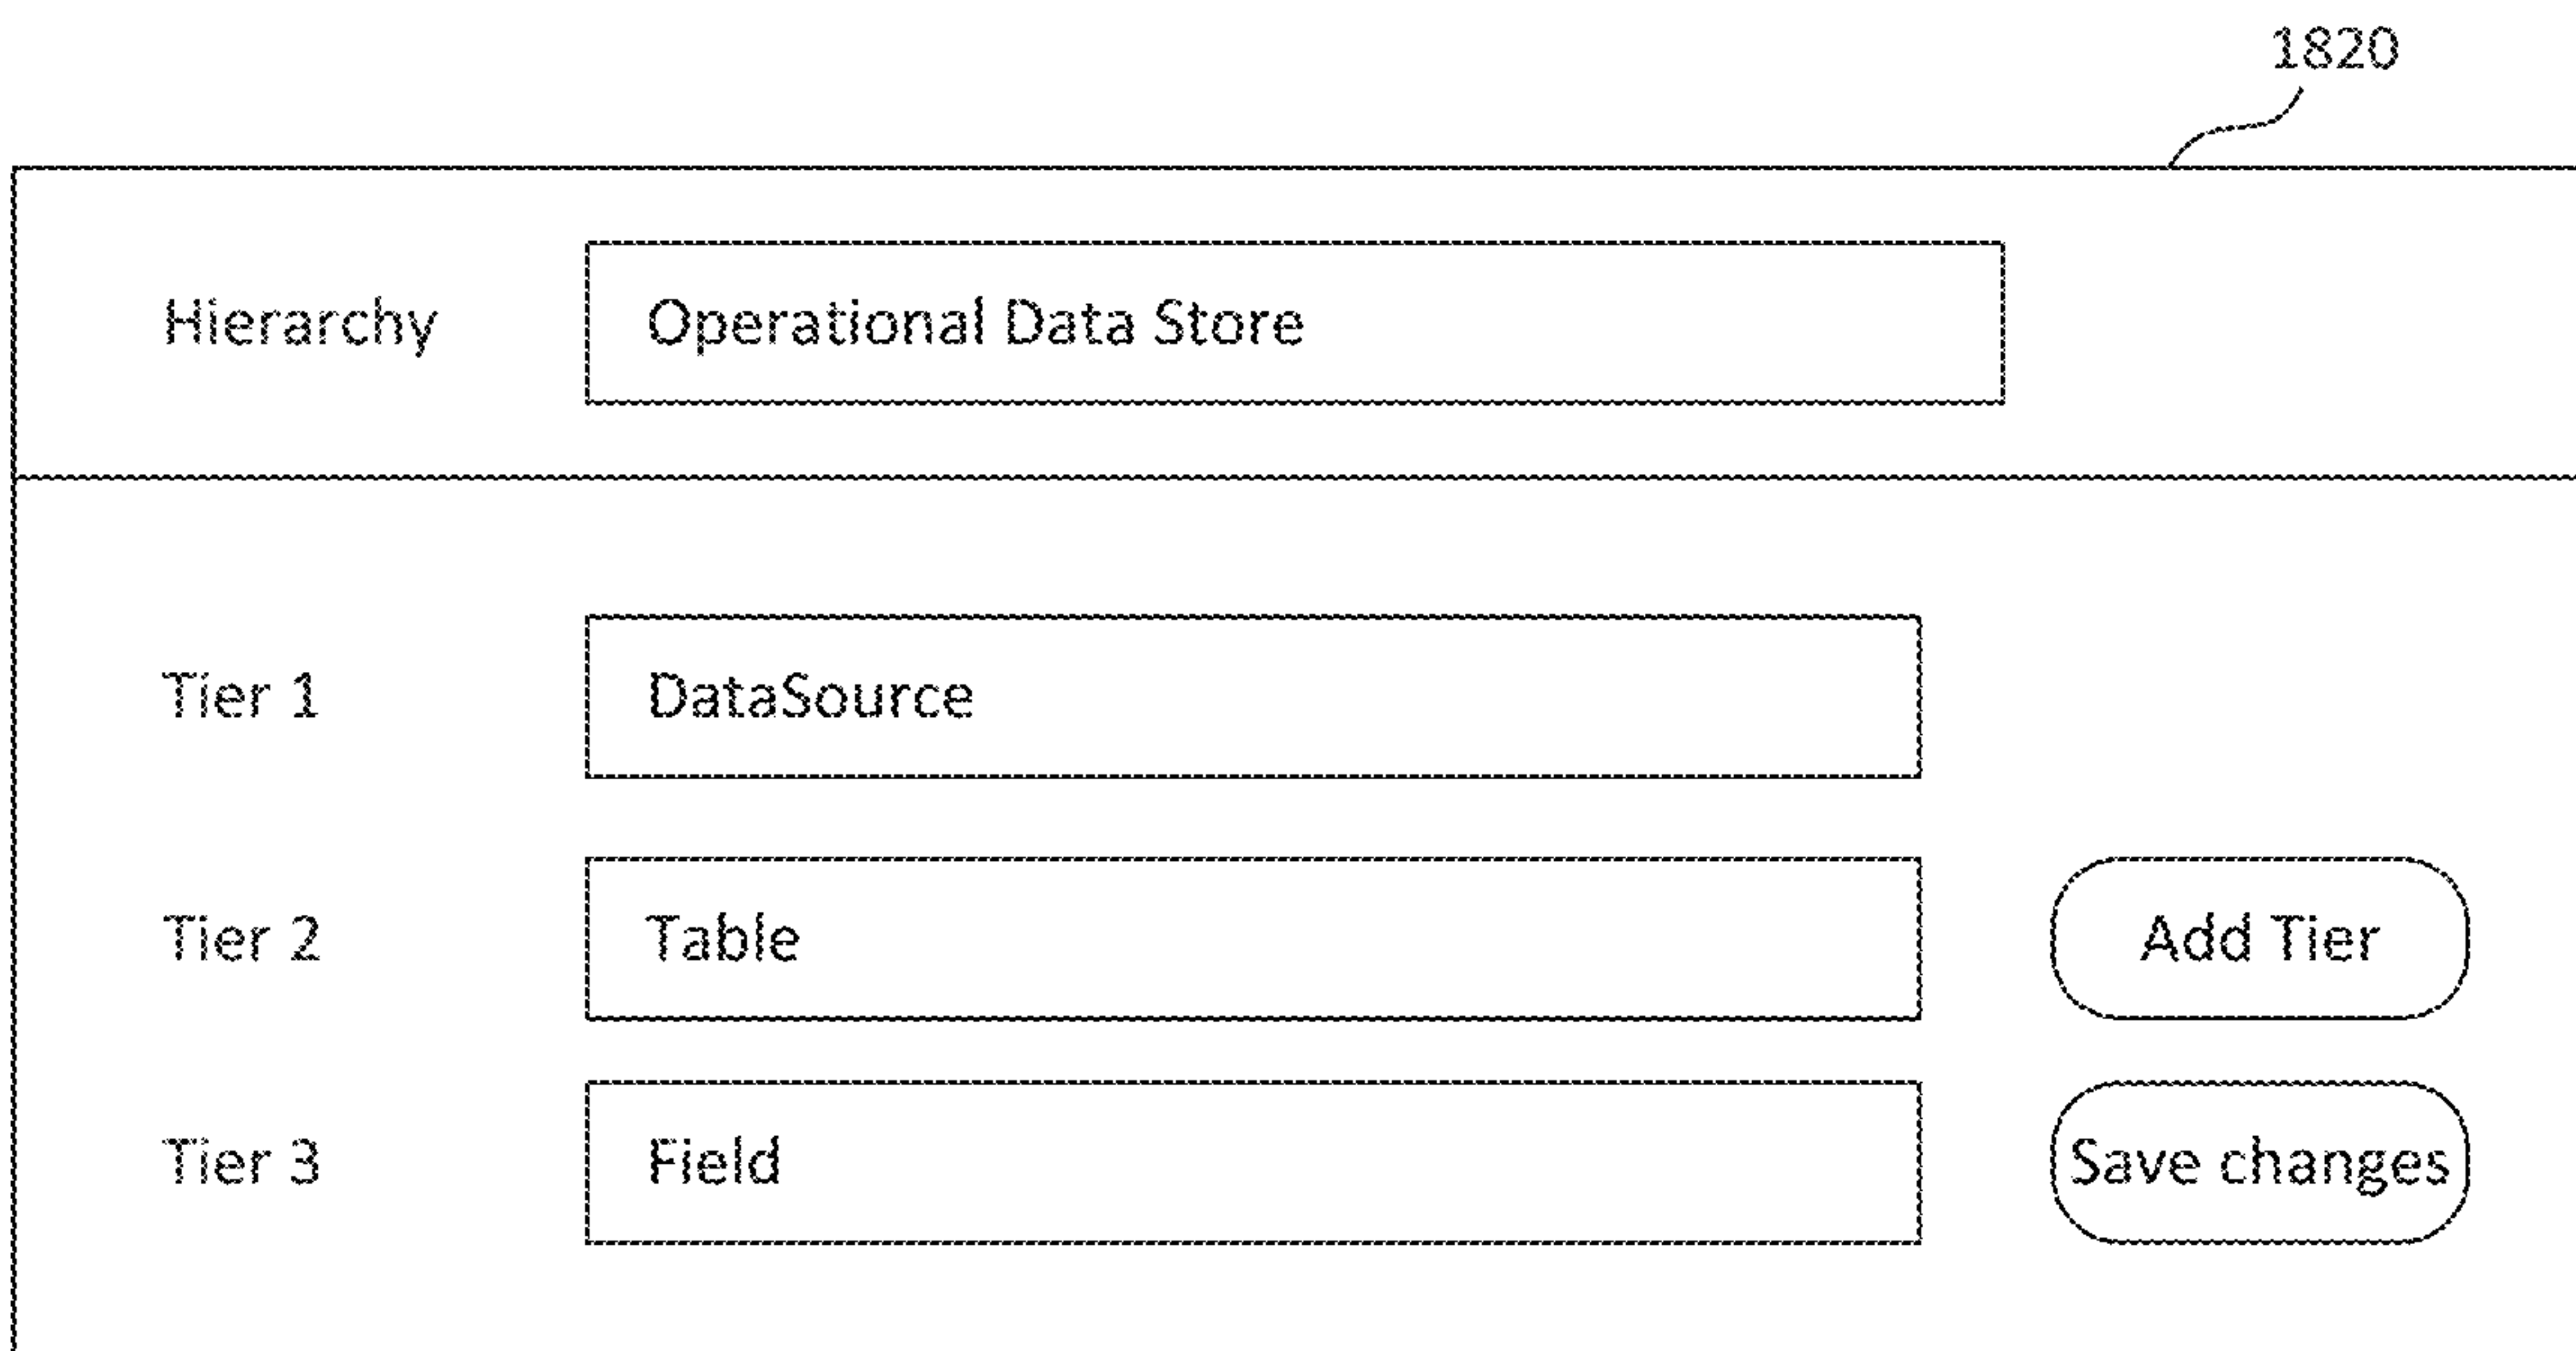 1820
Hierarchy Operational Data Store
Tier 1 DataSource
Tier 2 Table Add Tier
Tier 3 Field Save changes